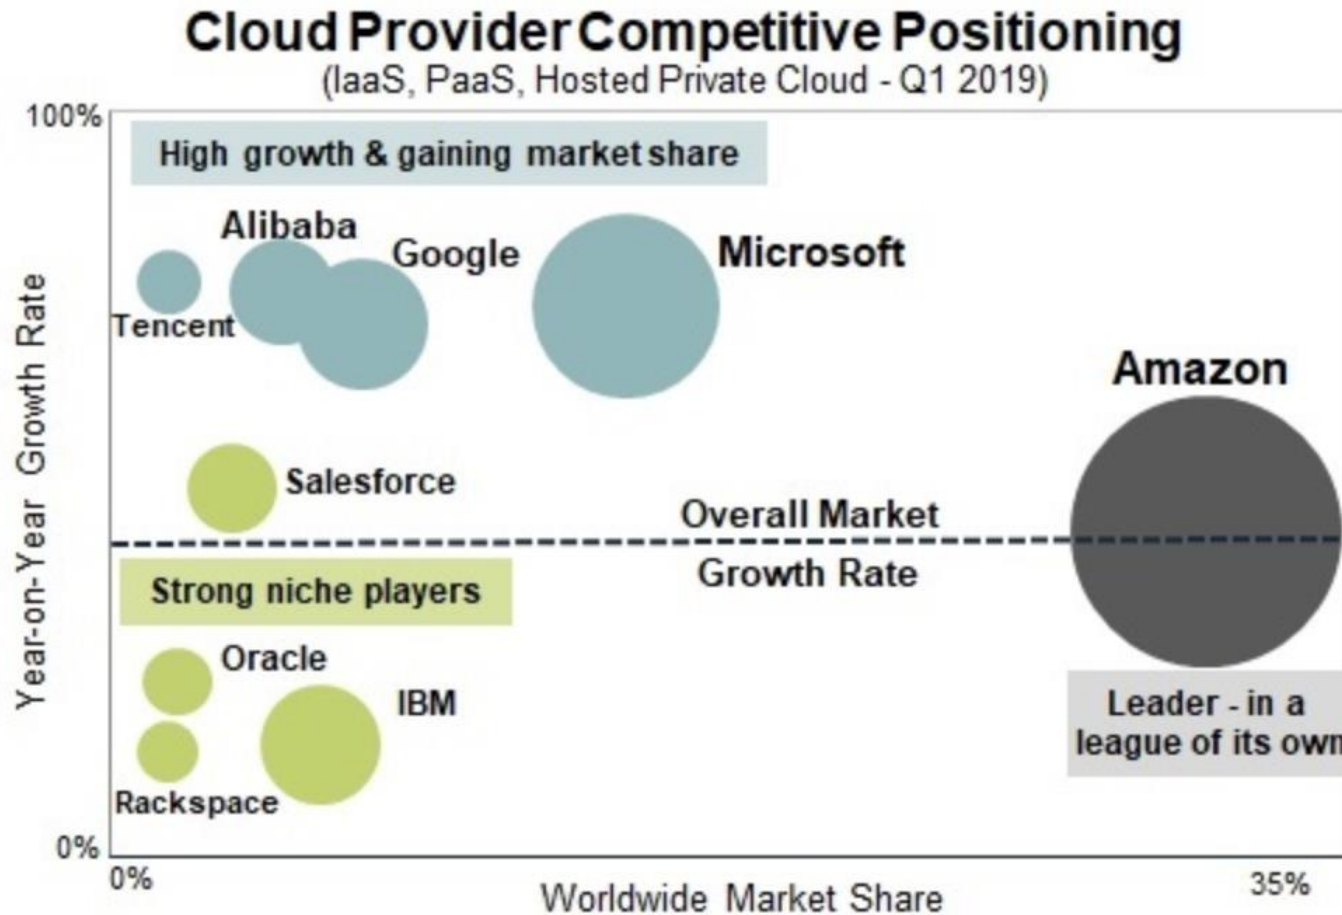 Cloud Provider Competitive Positioning
(IaaS, PaaS, Hosted Private Cloud - Q1 2019)
100%
High growth & gaining market share
Alibaba
Google
Microsoft
Tencent
Year-on-Year Growth Rate
Amazon
Salesforce
Overall Market
Growth Rate
Strong niche players
Oracle
IBM
Leader - in a
league of its own
Rackspace
0%
0%
35%
Worldwide Market Share